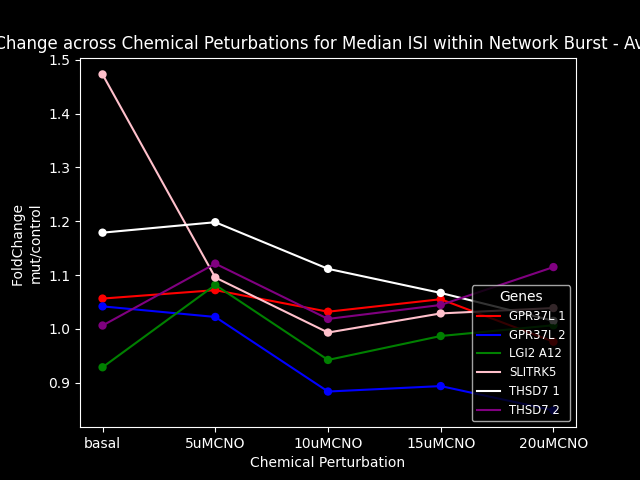 Change across Chemical Peturbations for Median ISI within Network Burst - Av
1.5
1.4
1.3
1.2
1.1
1.0
0.9
FoldChange
mut/control
basal 5uMCNO 10uMCNO 15uMCNO 20uMCNO
Chemical Perturbation
Genes
GPR37L 1
GPR37L 2
LGI2 A12
SLITRK5
THSD7 1
THSD7 2